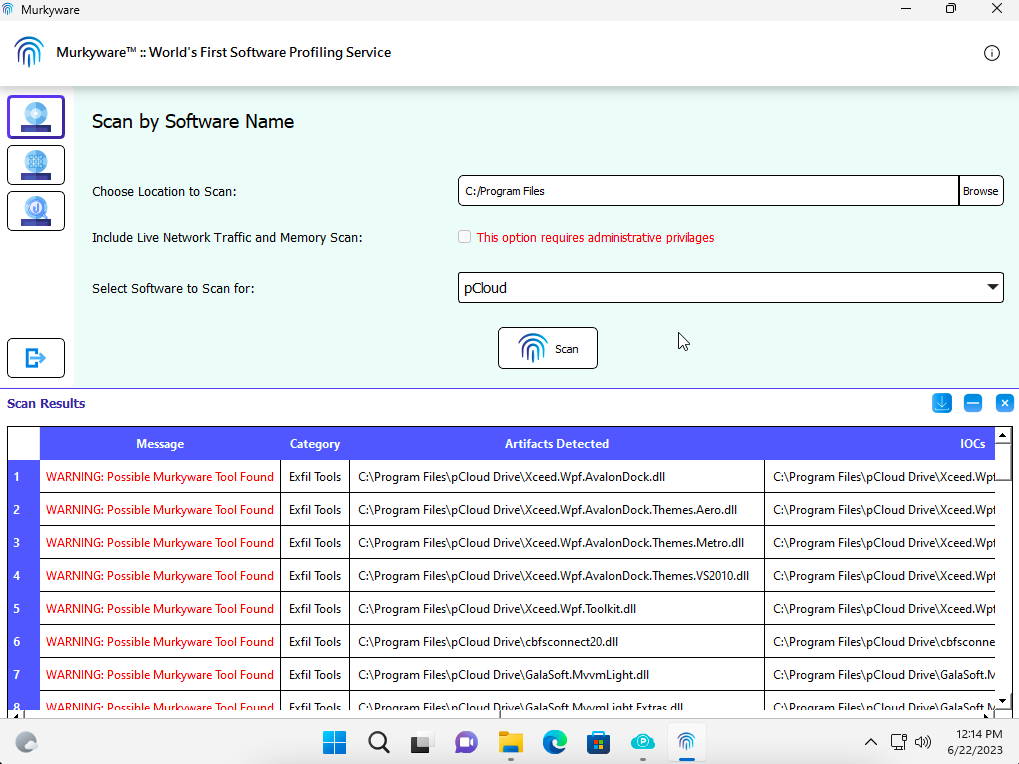 Murkyware
Murkyware™ :: World's First Software Profiling Service
Scan by Software Name
Choose Location to Scan:
C:/Program Files
Browse
Include Live Network Traffic and Memory Scan:
This option requires administrative privilages
Select Software to Scan for:
pCloud
Scan
Scan Results
Message Category Artifacts Detected IOCs
1 WARNING: Possible Murkyware Tool Found Exfil Tools C:\Program Files\pCloud Drive\Xceed.Wpf.AvalonDock.dll C:\Program Files\pCloud Drive\Xceed.Wpf
2 WARNING: Possible Murkyware Tool Found Exfil Tools C:\Program Files\pCloud Drive\Xceed.Wpf.AvalonDock.Themes.Aero.dll C:\Program Files\pCloud Drive\Xceed.Wpf
3 WARNING: Possible Murkyware Tool Found Exfil Tools C:\Program Files\pCloud Drive\Xceed.Wpf.AvalonDock.Themes.Metro.dll C:\Program Files\pCloud Drive\Xceed.Wpf
4 WARNING: Possible Murkyware Tool Found Exfil Tools C:\Program Files\pCloud Drive\Xceed.Wpf.AvalonDock.Themes.VS2010.dll C:\Program Files\pCloud Drive\Xceed.Wpf
5 WARNING: Possible Murkyware Tool Found Exfil Tools C:\Program Files\pCloud Drive\Xceed.Wpf.Toolkit.dll C:\Program Files\pCloud Drive\Xceed.Wpf
6 WARNING: Possible Murkyware Tool Found Exfil Tools C:\Program Files\pCloud Drive\cbfsconnect20.dll C:\Program Files\pCloud Drive\cbfsconne
7 WARNING: Possible Murkyware Tool Found Exfil Tools C:\Program Files\pCloud Drive\GalaSoft.MvvmLight.dll C:\Program Files\pCloud Drive\GalaSoft.M
8 WARNING: Possible Murkyware Tool Found Exfil Tools C:\Program Files\pCloud Drive\GalaSoft.MvvmLight.Extras.dll C:\Program Files\pCloud Drive\GalaSoft.M
12:14 PM
6/22/2023